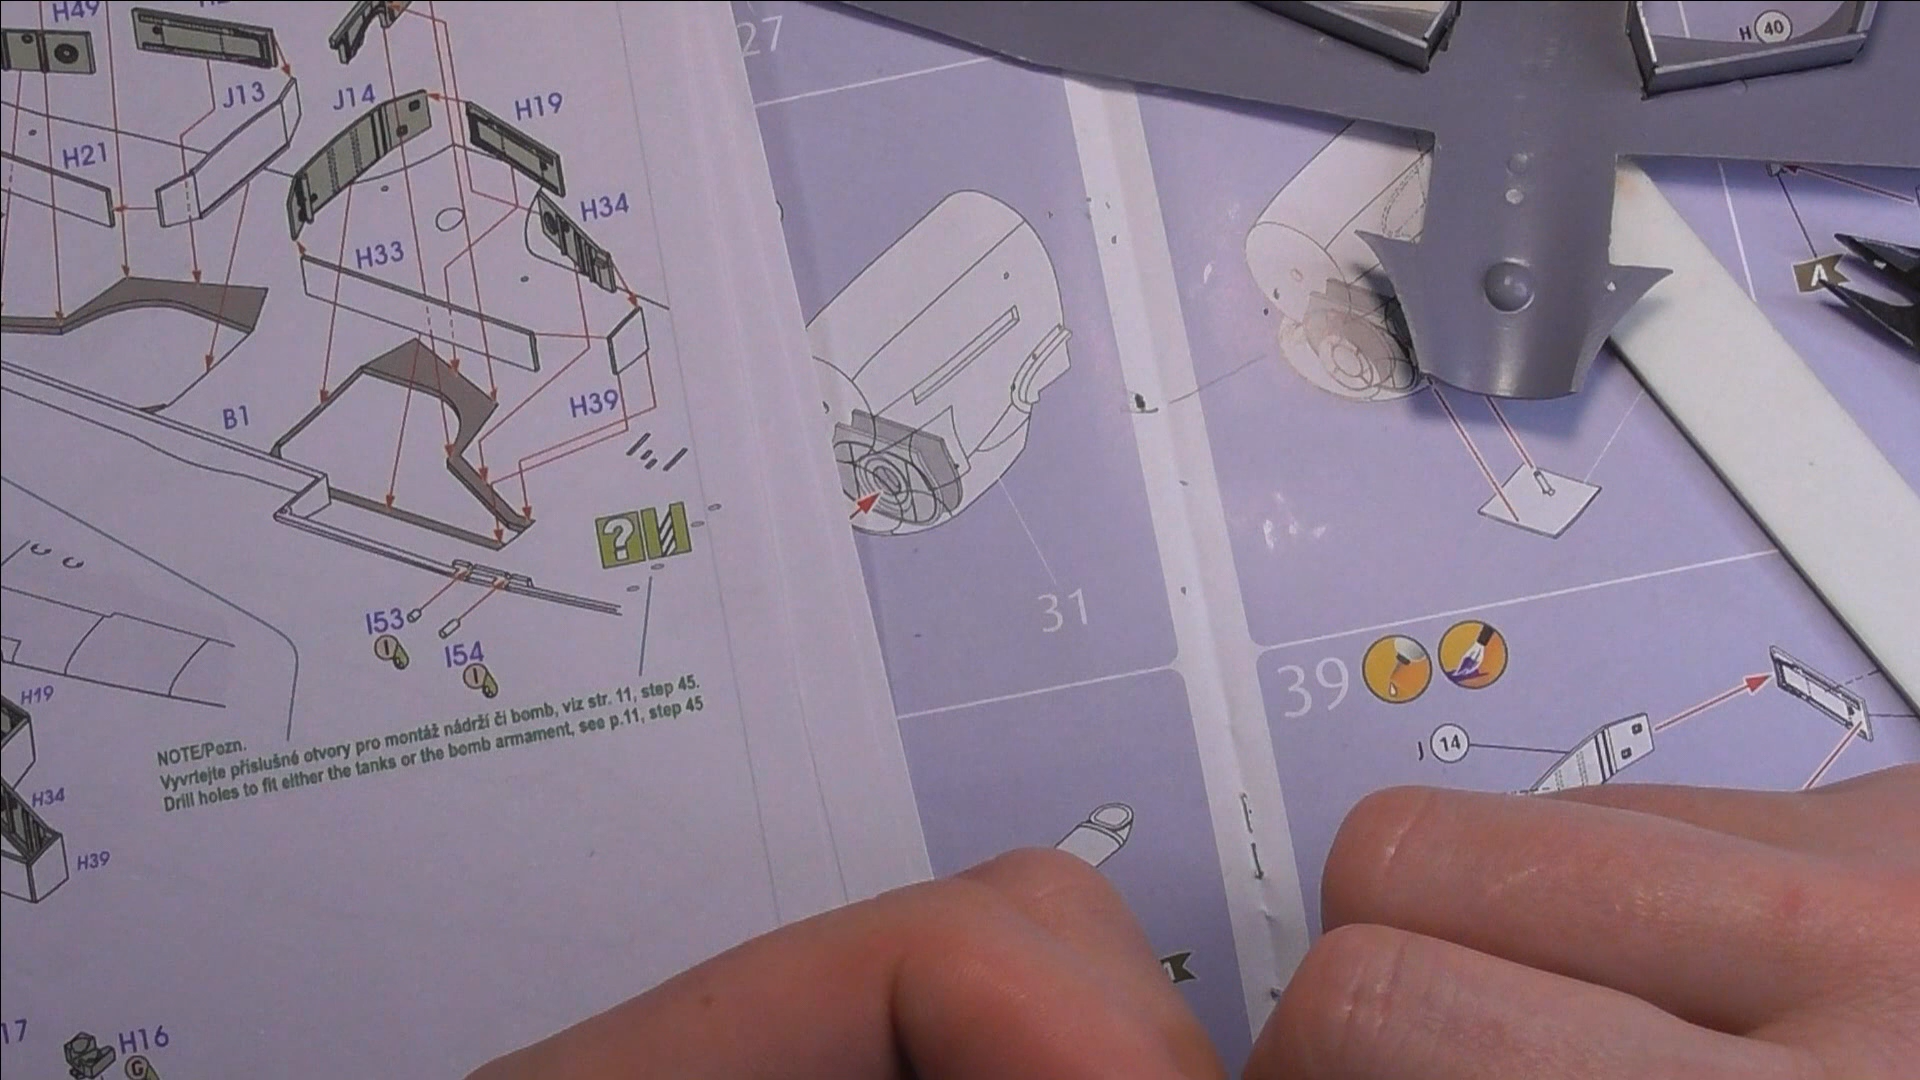 H49
J13
J14
H19
H21
H34
H33
H39
B1
?
I53
I
I54
I
NOTE/Pozn.
Vyvrtejte příslušné otvory pro montáž nádrží či bomb, viz str. 11, step 45.
Drill holes to fit either the tanks or the bomb armament, see p.11, step 45
H19
H34
H39
17
H16
G
27
31
H 40
A
39
J 14